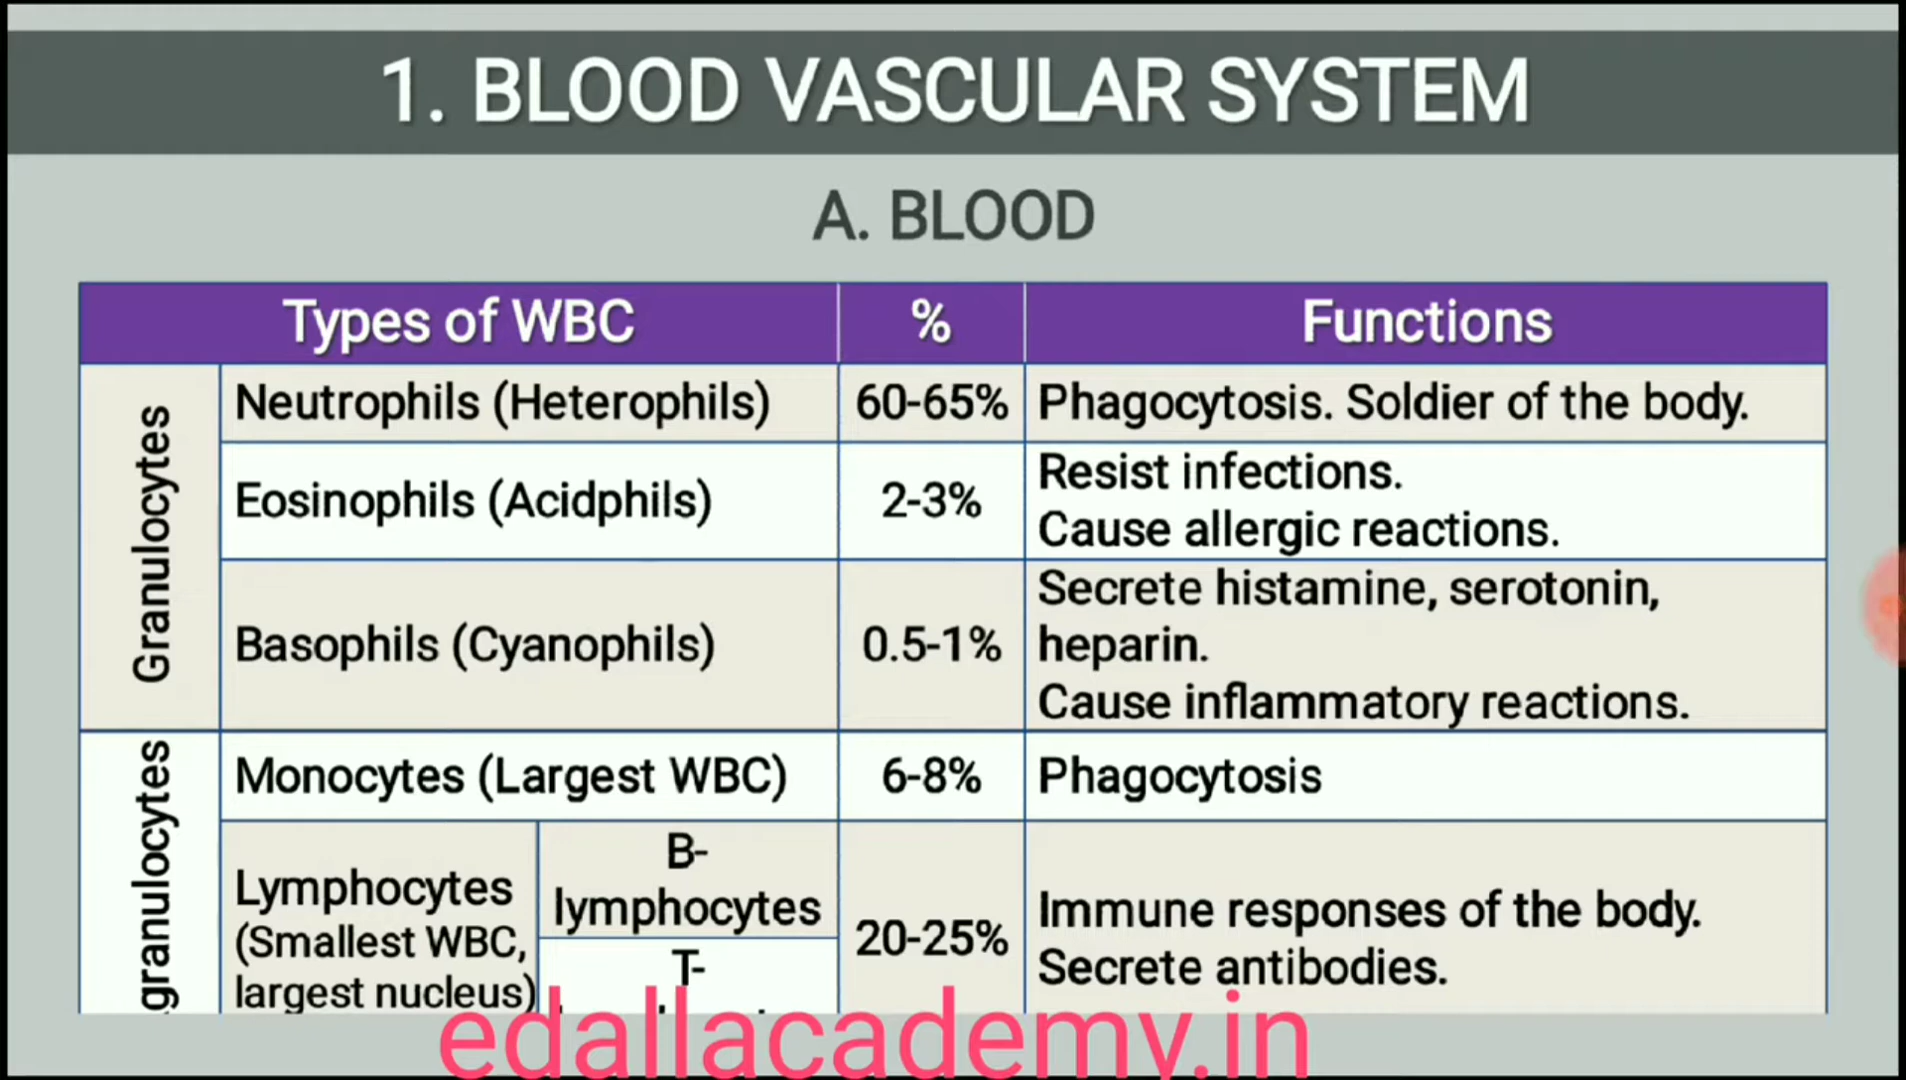 1. BLOOD VASCULAR SYSTEM
A. BLOOD
Types of WBC % Functions
Granulocytes
Neutrophils (Heterophils) 60-65% Phagocytosis. Soldier of the body.
Eosinophils (Acidphils) 2-3% Resist infections.
Cause allergic reactions.
Basophils (Cyanophils) 0.5-1% Secrete histamine, serotonin,
heparin.
Cause inflammatory reactions.
granulocytes
Monocytes (Largest WBC) 6-8% Phagocytosis
Lymphocytes
(Smallest WBC,
largest nucleus)
B-
lymphocytes
T-
20-25%
Immune responses of the body.
Secrete antibodies.
edallacademy.in